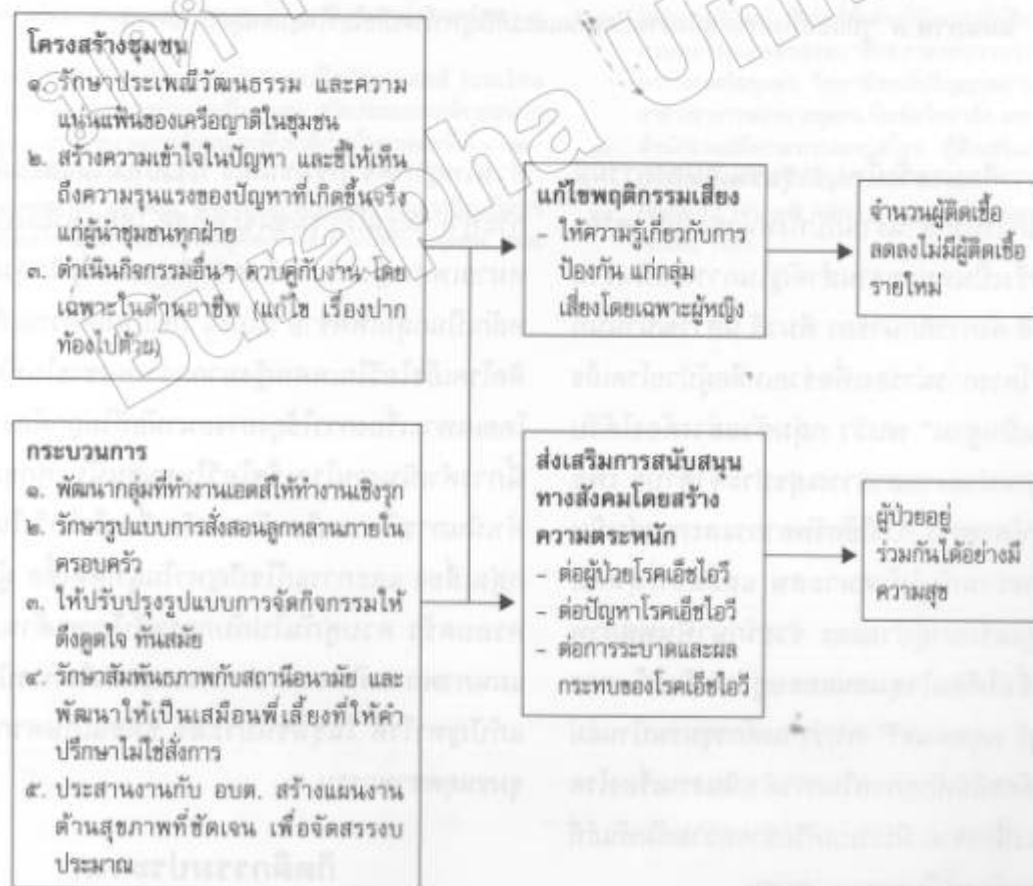 โครงสร้างชุมชน
๑. รักษาประเพณีวัฒนธรรม และความ
แน่นแฟ้นของเครือญาติในชุมชน
๒. สร้างความเข้าใจในปัญหา และชี้ให้เห็น
ถึงความรุนแรงของปัญหาที่เกิดขึ้นจริง
แก่ผู้นำชุมชนทุกฝ่าย
๓. ดำเนินกิจกรรมอื่นๆ ควบคู่กับงาน โดย
เฉพาะในด้านอาชีพ (แก้ไข เรื่องปาก
ท้องไปด้วย)
แก้ไขพฤติกรรมเสี่ยง
- ให้ความรู้เกี่ยวกับการ
ป้องกัน แก่กลุ่ม
เสี่ยงโดยเฉพาะผู้หญิง
จำนวนผู้ติดเชื้อ
ลดลงไม่มีผู้ติดเชื้อ
รายใหม่
กระบวนการ
๑. พัฒนากลุ่มที่ทำงานเอดส์ให้ทำงานเชิงรุก
๒. รักษารูปแบบการสั่งสอนลูกหลานภายใน
ครอบครัว
๓. ให้ปรับปรุงรูปแบบการจัดกิจกรรมให้
ดึงดูดใจ ทันสมัย
๔. รักษาสัมพันธภาพกับสถานีอนามัย และ
พัฒนาให้เป็นเสมือนพี่เลี้ยงที่ให้คำ
ปรึกษาไม่ใช่สั่งการ
๕. ประสานงานกับ อบต. สร้างแผนงาน
ด้านสุขภาพที่ชัดเจน เพื่อจัดสรรงบ
ประมาณ
ส่งเสริมการสนับสนุน
ทางสังคมโดยสร้าง
ความตระหนัก
- ต่อผู้ป่วยโรคเอ็ชไอวี
- ต่อปัญหาโรคเอ็ชไอวี
- ต่อการระบาดและผล
กระทบของโรคเอ็ชไอวี
ผู้ป่วยอยู่
ร่วมกันได้อย่างมี
ความสุข
Burapha